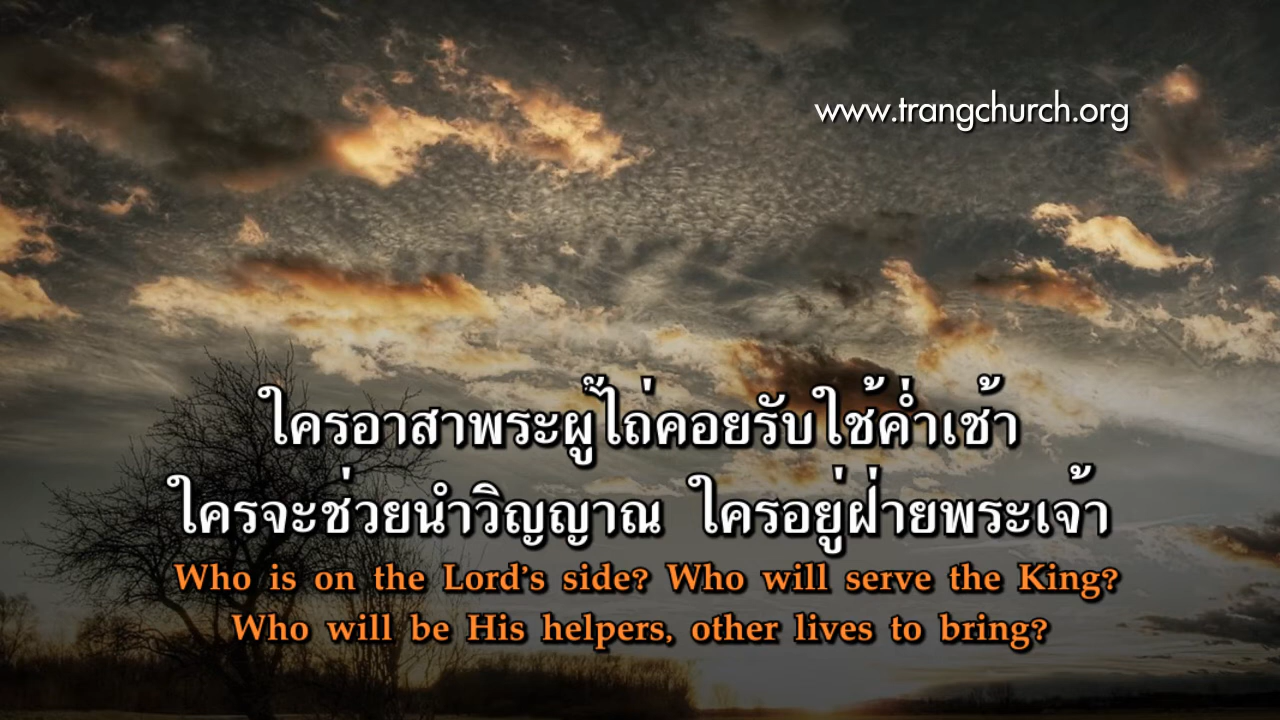 www.trangchurch.org
ใครอาสาพระผู้ไถ่คอยรับใช้ค่ำเช้า
ใครจะช่วยนำวิญญาณ ใครอยู่ฝ่ายพระเจ้า
Who is on the Lord's side? Who will serve the King?
Who will be His helpers, other lives to bring?